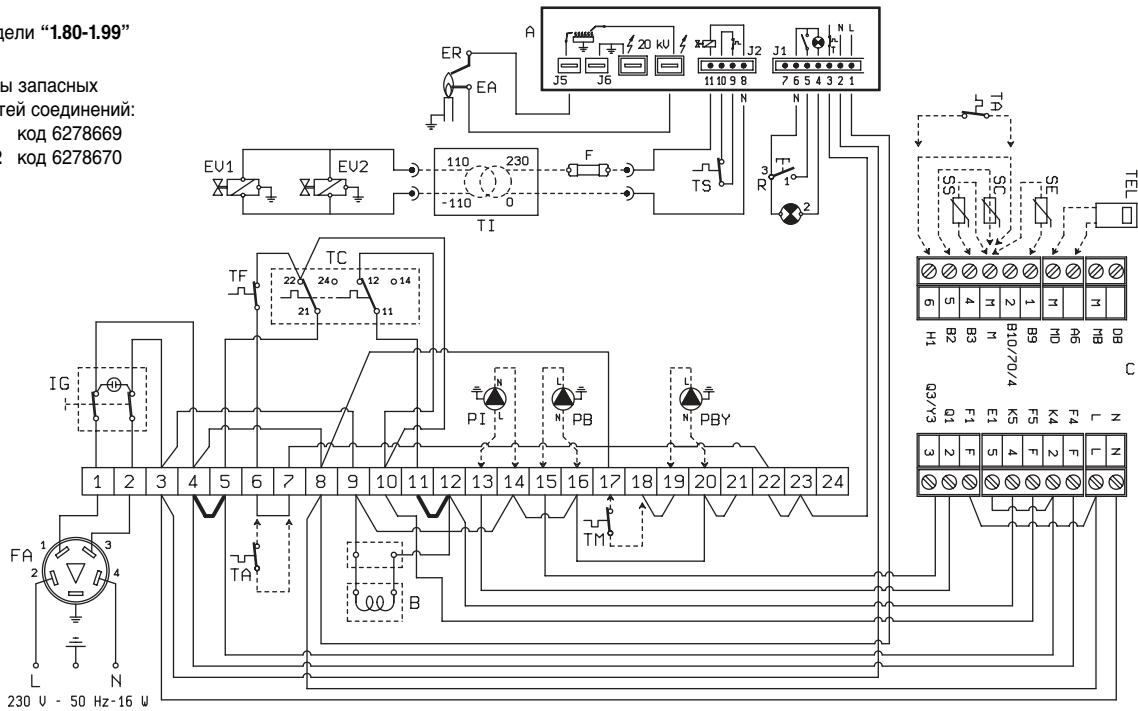 дели “1.80-1.99”
ы запасных
тей соединений:
код 6278669
2 код 6278670
A
ER
EA
20 kV
J5
J6
J2
J1
N L
11 10 9 8
7 6 5 4 3 2 1
N
N
EV1
EV2
110
230
-110
0
TI
F
TS
3
1
R
2
TA
SS
SC
SE
TEL
6 5 4 M 2 1 M M
H1 B2 B3 M B10/70/4 B9 MD A6 MB DB
C
Q3/Y3 Q1 F1 E1 K5 F5 K4 F4 L N
3 2 F 5 4 F 2 F L N
TF
TC
22 24 12 14
21 11
IG
N
L
PI
L
N
PB
L
N
PBY
1 2 3 4 5 6 7 8 9 10 11 12 13 14 15 16 17 18 19 20 21 22 23 24
FA
1
3
2
4
TA
B
TM
L
N
230 V - 50 Hz-16 W